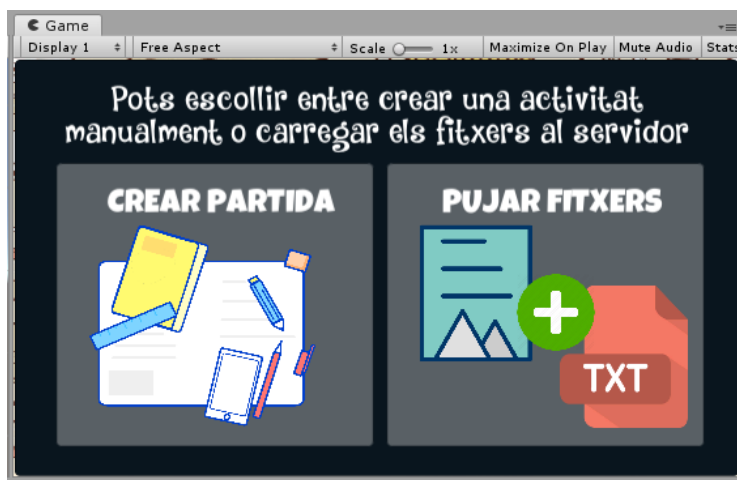 Game
Display 1 Free Aspect Scale 1x Maximize On Play Mute Audio Stats
Pots escollir entre crear una activitat
manualment o carregar els fitxers al servidor
CREAR PARTIDA PUJAR FITXERS
TXT